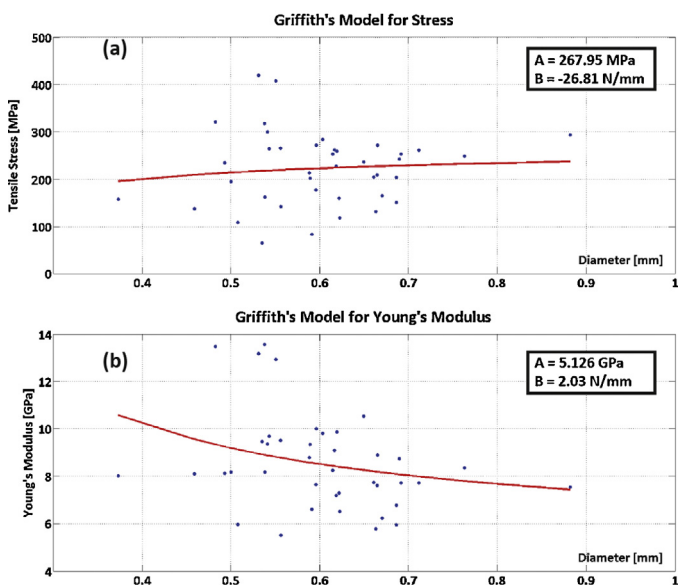 Griffith's Model for Stress
(a)
A = 267.95 MPa
B = -26.81 N/mm
Tensile Stress [MPa]
500
400
300
200
100
0
0.4 0.5 0.6 0.7 0.8 0.9 1
Diameter [mm]
Griffith's Model for Young's Modulus
(b)
A = 5.126 GPa
B = 2.03 N/mm
Young's Modulus [GPa]
14
12
10
8
6
4
0.4 0.5 0.6 0.7 0.8 0.9 1
Diameter [mm]